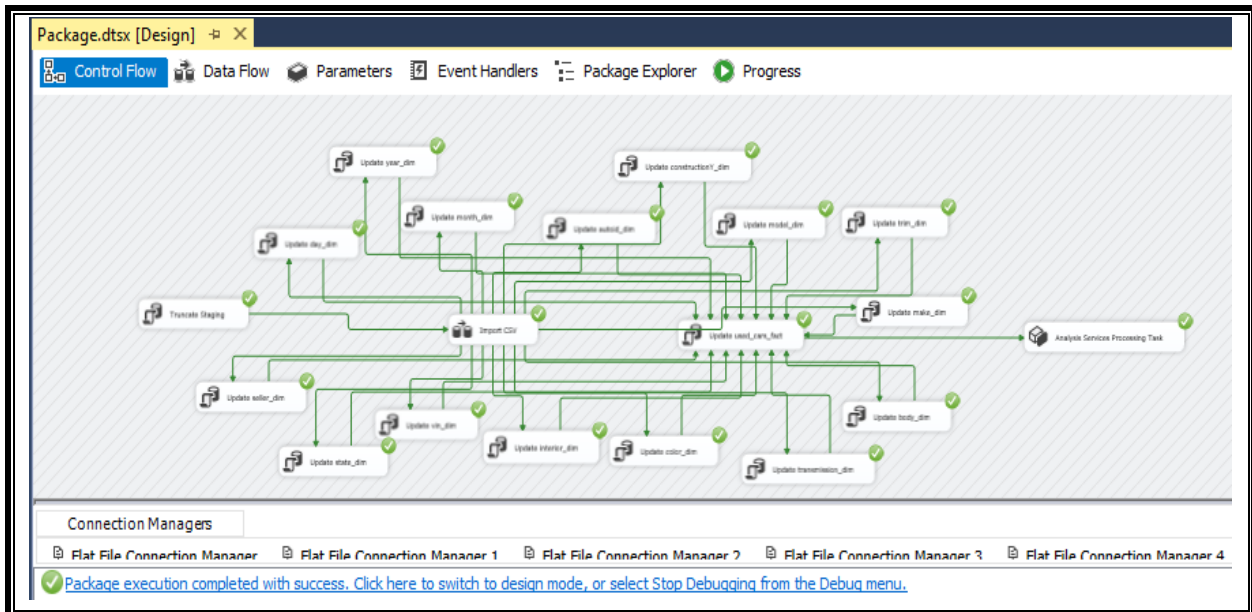 Package.dtsx [Design]
Control Flow Data Flow Parameters Event Handlers Package Explorer Progress
Update year_dim
Update constructionY_dim
Update month_dim
Update autoid_dim
Update model_dim
Update trim_dim
Update day_dim
Truncate Staging
Import CSV
Update used_cars_fact
Update make_dim
Analysis Services Processing Task
Update seller_dim
Update vin_dim
Update body_dim
Update state_dim
Update interior_dim
Update color_dim
Update transmission_dim
Connection Managers
Flat File Connection Manager Flat File Connection Manager 1 Flat File Connection Manager 2 Flat File Connection Manager 3 Flat File Connection Manager 4
Package execution completed with success. Click here to switch to design mode, or select Stop Debugging from the Debug menu.